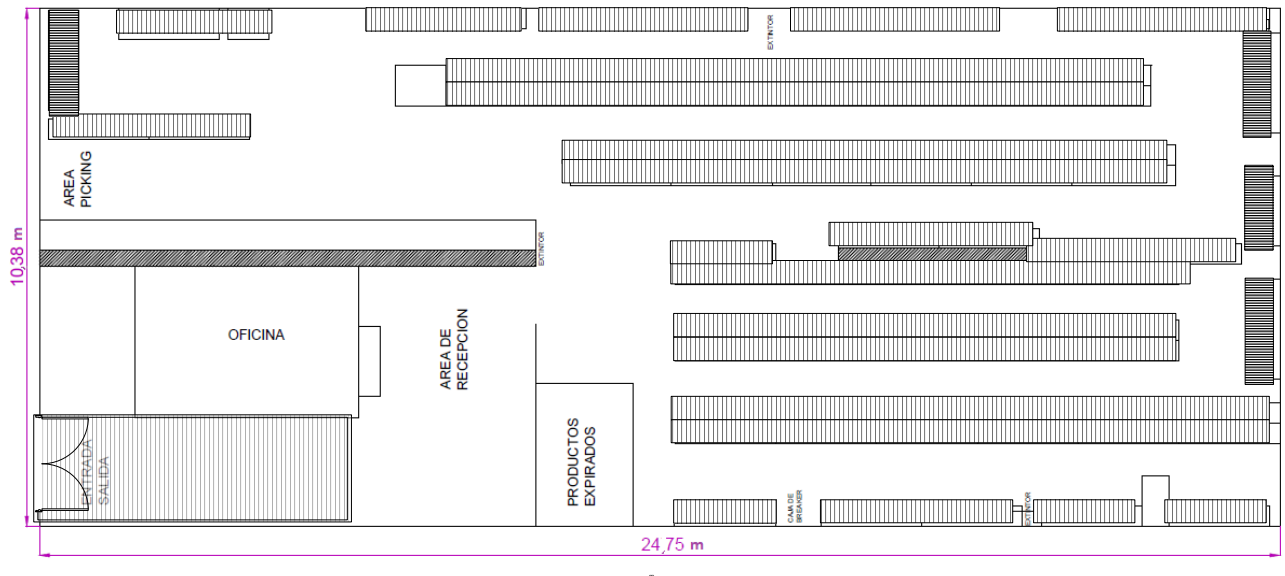 EXTINTOR
AREA
PICKING
10,38 m
EXTINTOR
OFICINA
AREA DE
RECEPCION
ENTRADA
SALIDA
PRODUCTOS
EXPIRADOS
CAJA DE
BREAKER
EXTINTOR
24,75 m